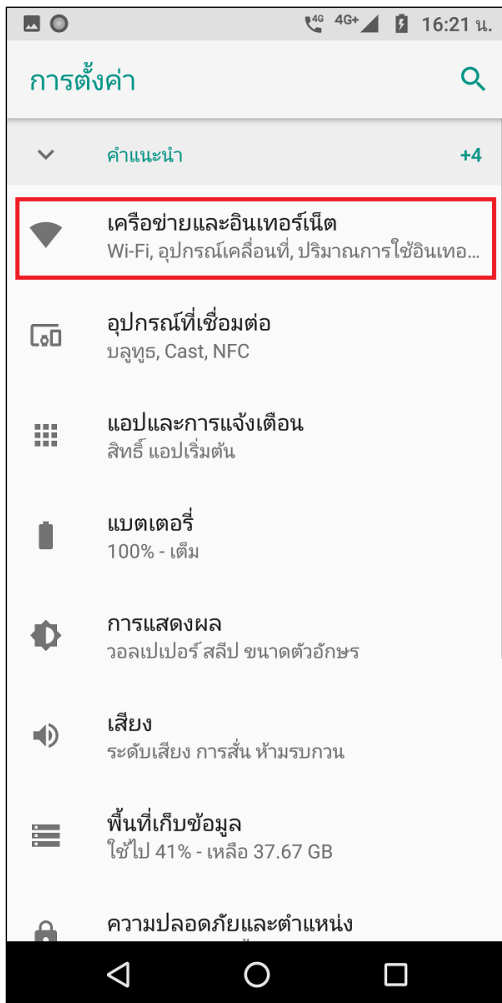 4G 4G+ 16:21 น.
การตั้งค่า
คำแนะนำ +4
เครือข่ายและอินเทอร์เน็ต
Wi-Fi, อุปกรณ์เคลื่อนที่, ปริมาณการใช้อินเทอ...
อุปกรณ์ที่เชื่อมต่อ
บลูทูธ, Cast, NFC
แอปและการแจ้งเตือน
สิทธิ์ แอปเริ่มต้น
แบตเตอรี่
100% - เต็ม
การแสดงผล
วอลเปเปอร์ สลีป ขนาดตัวอักษร
เสียง
ระดับเสียง การสั่น ห้ามรบกวน
พื้นที่เก็บข้อมูล
ใช้ไป 41% - เหลือ 37.67 GB
ความปลอดภัยและตำแหน่ง